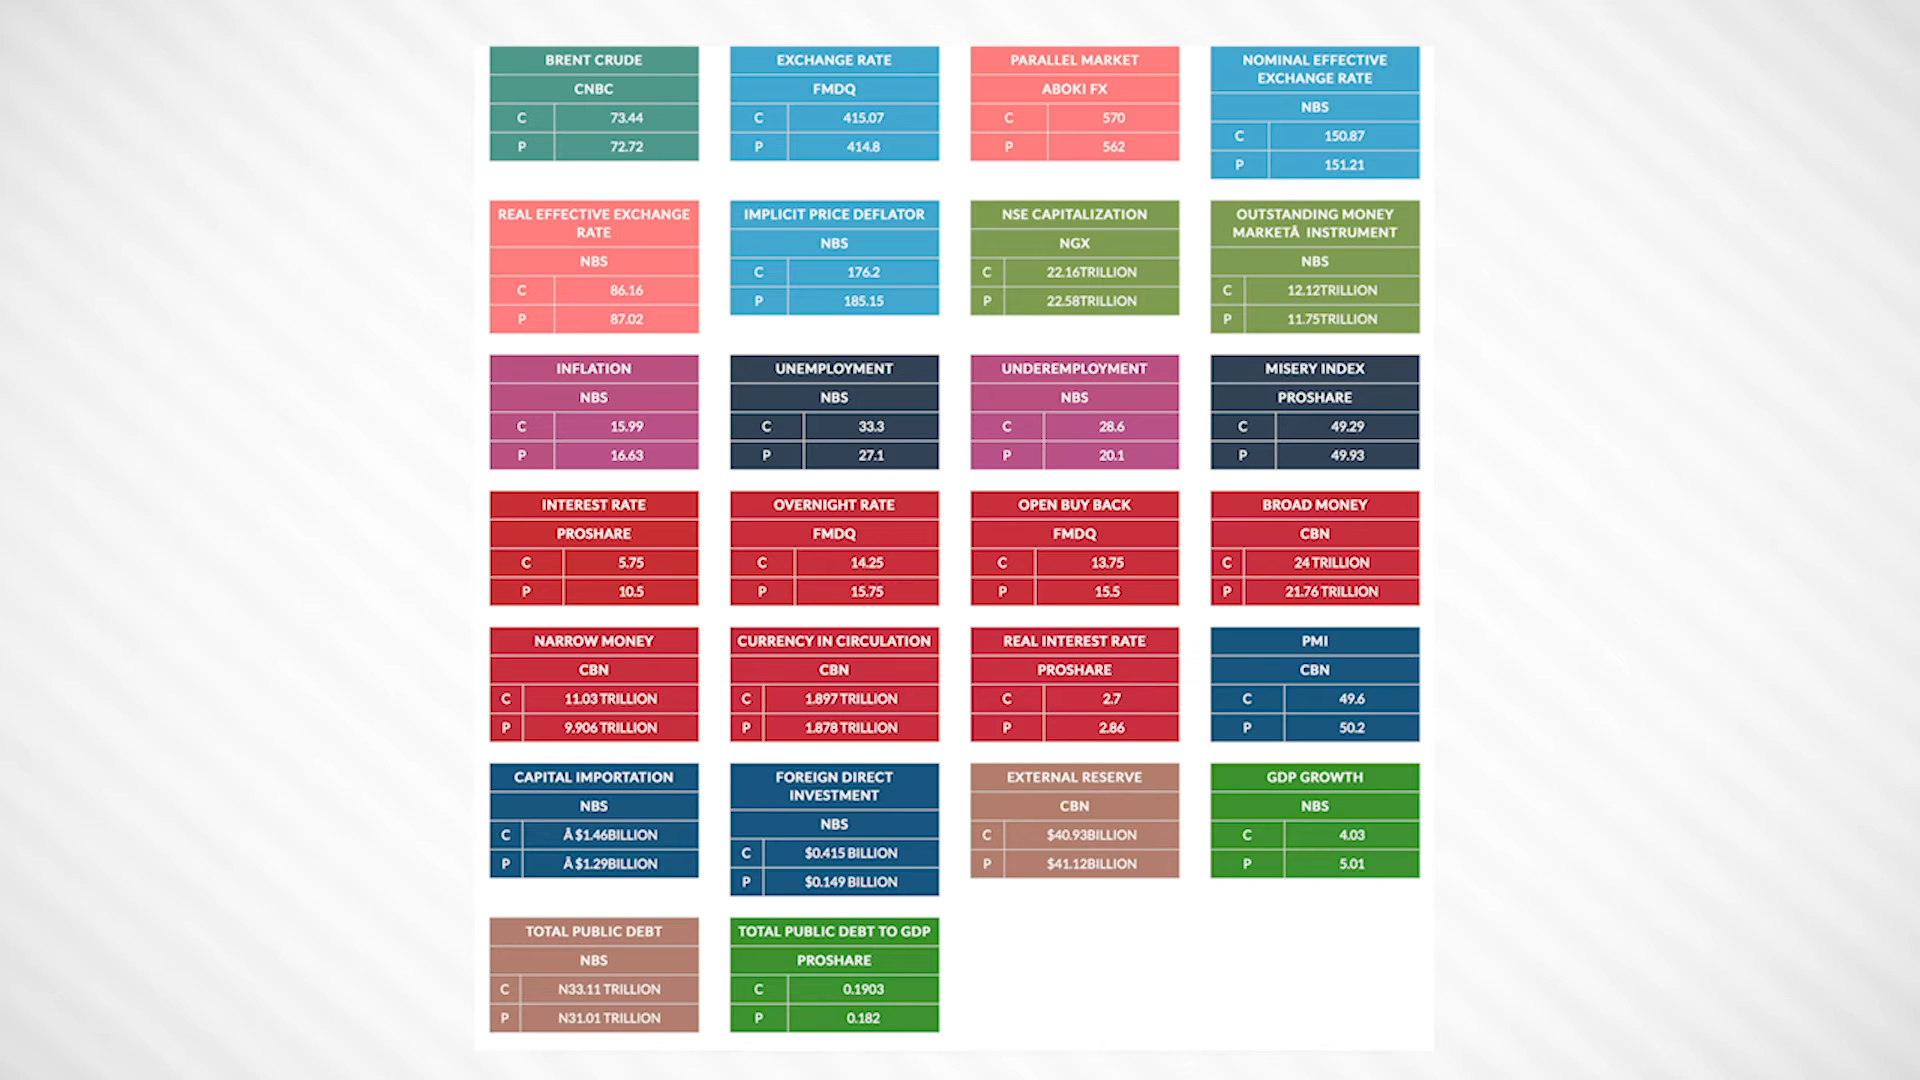 BRENT CRUDE
CNBC
C 73.44
P 72.72
EXCHANGE RATE
FMDQ
C 415.07
P 414.8
PARALLEL MARKET
ABOKI FX
C 570
P 562
NOMINAL EFFECTIVE
EXCHANGE RATE
NBS
C 150.87
P 151.21
REAL EFFECTIVE EXCHANGE
RATE
NBS
C 86.16
P 87.02
IMPLICIT PRICE DEFLATOR
NBS
C 176.2
P 185.15
NSE CAPITALIZATION
NGX
C 22.16TRILLION
P 22.58TRILLION
OUTSTANDING MONEY
MARKETÂ INSTRUMENT
NBS
C 12.12TRILLION
P 11.75TRILLION
INFLATION
NBS
C 15.99
P 16.63
UNEMPLOYMENT
NBS
C 33.3
P 27.1
UNDEREMPLOYMENT
NBS
C 28.6
P 20.1
MISERY INDEX
PROSHARE
C 49.29
P 49.93
INTEREST RATE
PROSHARE
C 5.75
P 10.5
OVERNIGHT RATE
FMDQ
C 14.25
P 15.75
OPEN BUY BACK
FMDQ
C 13.75
P 15.5
BROAD MONEY
CBN
C 24 TRILLION
P 21.76 TRILLION
NARROW MONEY
CBN
C 11.03 TRILLION
P 9.906 TRILLION
CURRENCY IN CIRCULATION
CBN
C 1.897 TRILLION
P 1.878 TRILLION
REAL INTEREST RATE
PROSHARE
C 2.7
P 2.86
PMI
CBN
C 49.6
P 50.2
CAPITAL IMPORTATION
NBS
C Â $1.46BILLION
P Â $1.29BILLION
FOREIGN DIRECT
INVESTMENT
NBS
C $0.415 BILLION
P $0.149 BILLION
EXTERNAL RESERVE
CBN
C $40.93BILLION
P $41.12BILLION
GDP GROWTH
NBS
C 4.03
P 5.01
TOTAL PUBLIC DEBT
NBS
C N33.11 TRILLION
P N31.01 TRILLION
TOTAL PUBLIC DEBT TO GDP
PROSHARE
C 0.1903
P 0.182